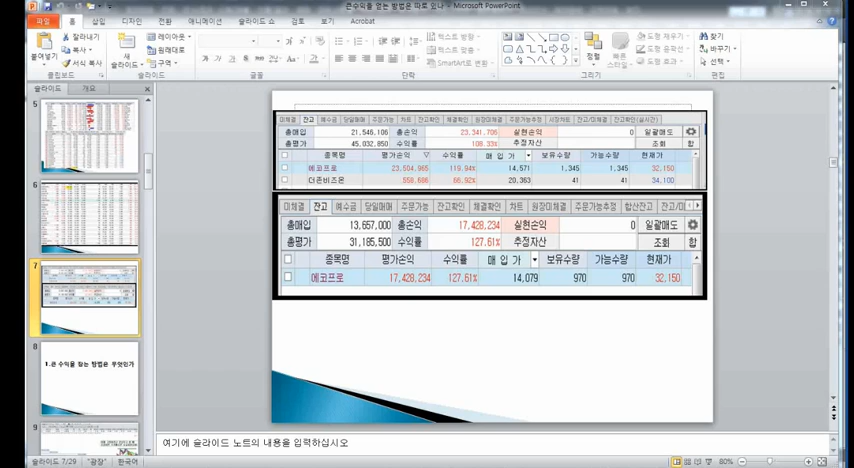 큰수익을 얻는 방법은 따로 있나 - Microsoft PowerPoint
파일 홈 삽입 디자인 전환 애니메이션 슬라이드 쇼 검토 보기 Acrobat
붙여넣기 잘라내기 복사 서식 복사 새 슬라이드 레이아웃 원래대로 구역 텍스트 방향 텍스트 맞춤 SmartArt로 변환 정렬 빠른 스타일 도형 채우기 도형 윤곽선 도형 효과 찾기 바꾸기 선택
클립보드 슬라이드 글꼴 단락 그리기 편집
슬라이드 개요
5
6
7
8
1.큰 수익을 찾는 방법은 무엇인가
9
미체결 잔고 예수금 당일매매 주문가능 차트 잔고확인 체결확인 원장미체결 주문가능추정 시장차트 잔고/미체결 잔고확인(실시간)
총매입 21,546,106 총손익 23,341,706 실현손익 0 일괄매도
총평가 45,032,850 수익률 108.33% 추정자산 조회 합
종목명 평가손익 수익률 매 입 가 보유수량 가능수량 현재가
에코프로 23,504,965 119.94% 14,571 1,345 1,345 32,150
더존비즈온 558,686 66.92% 20,363 41 41 34,100
미체결 잔고 예수금 당일매매 주문가능 잔고확인 체결확인 차트 원장미체결 주문가능추정 합산잔고 잔고/미
총매입 13,657,000 총손익 17,428,234 실현손익 0 일괄매도
총평가 31,185,500 수익률 127.61% 추정자산 조회 합
종목명 평가손익 수익률 매 입 가 보유수량 가능수량 현재가
에코프로 17,428,234 127.61% 14,079 970 970 32,150
여기에 슬라이드 노트의 내용을 입력하십시오
슬라이드 7/29 "광장" 한국어 80%